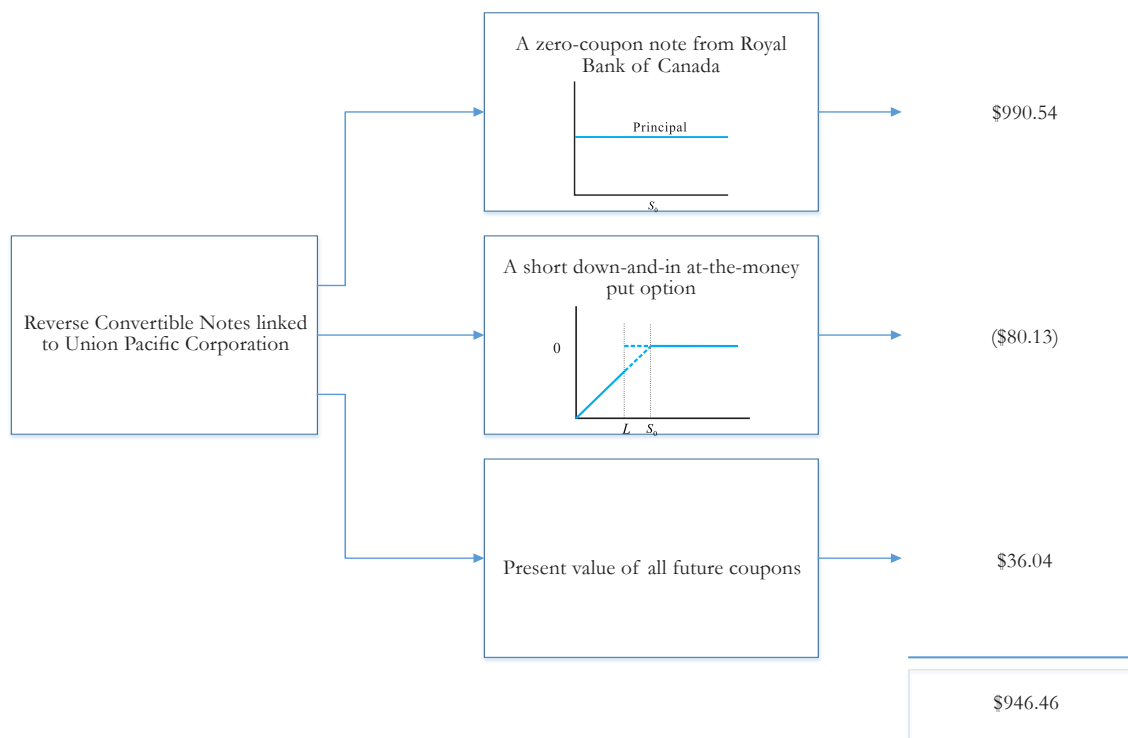 A zero-coupon note from Royal
Bank of Canada
Principal
S₀
$990.54
Reverse Convertible Notes linked
to Union Pacific Corporation
A short down-and-in at-the-money
put option
0
L S₀
($80.13)
Present value of all future coupons
$36.04
$946.46